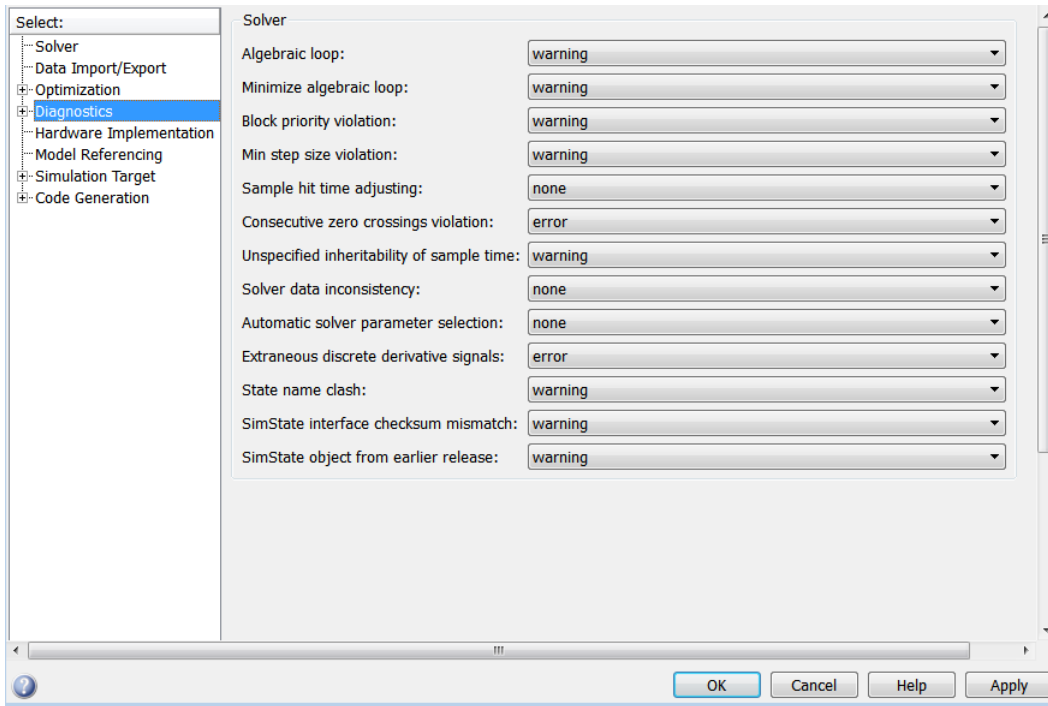 Select:
Solver
Data Import/Export
Optimization
Diagnostics
Hardware Implementation
Model Referencing
Simulation Target
Code Generation
Solver
Algebraic loop: warning
Minimize algebraic loop: warning
Block priority violation: warning
Min step size violation: warning
Sample hit time adjusting: none
Consecutive zero crossings violation: error
Unspecified inheritability of sample time: warning
Solver data inconsistency: none
Automatic solver parameter selection: none
Extraneous discrete derivative signals: error
State name clash: warning
SimState interface checksum mismatch: warning
SimState object from earlier release: warning
OK Cancel Help Apply